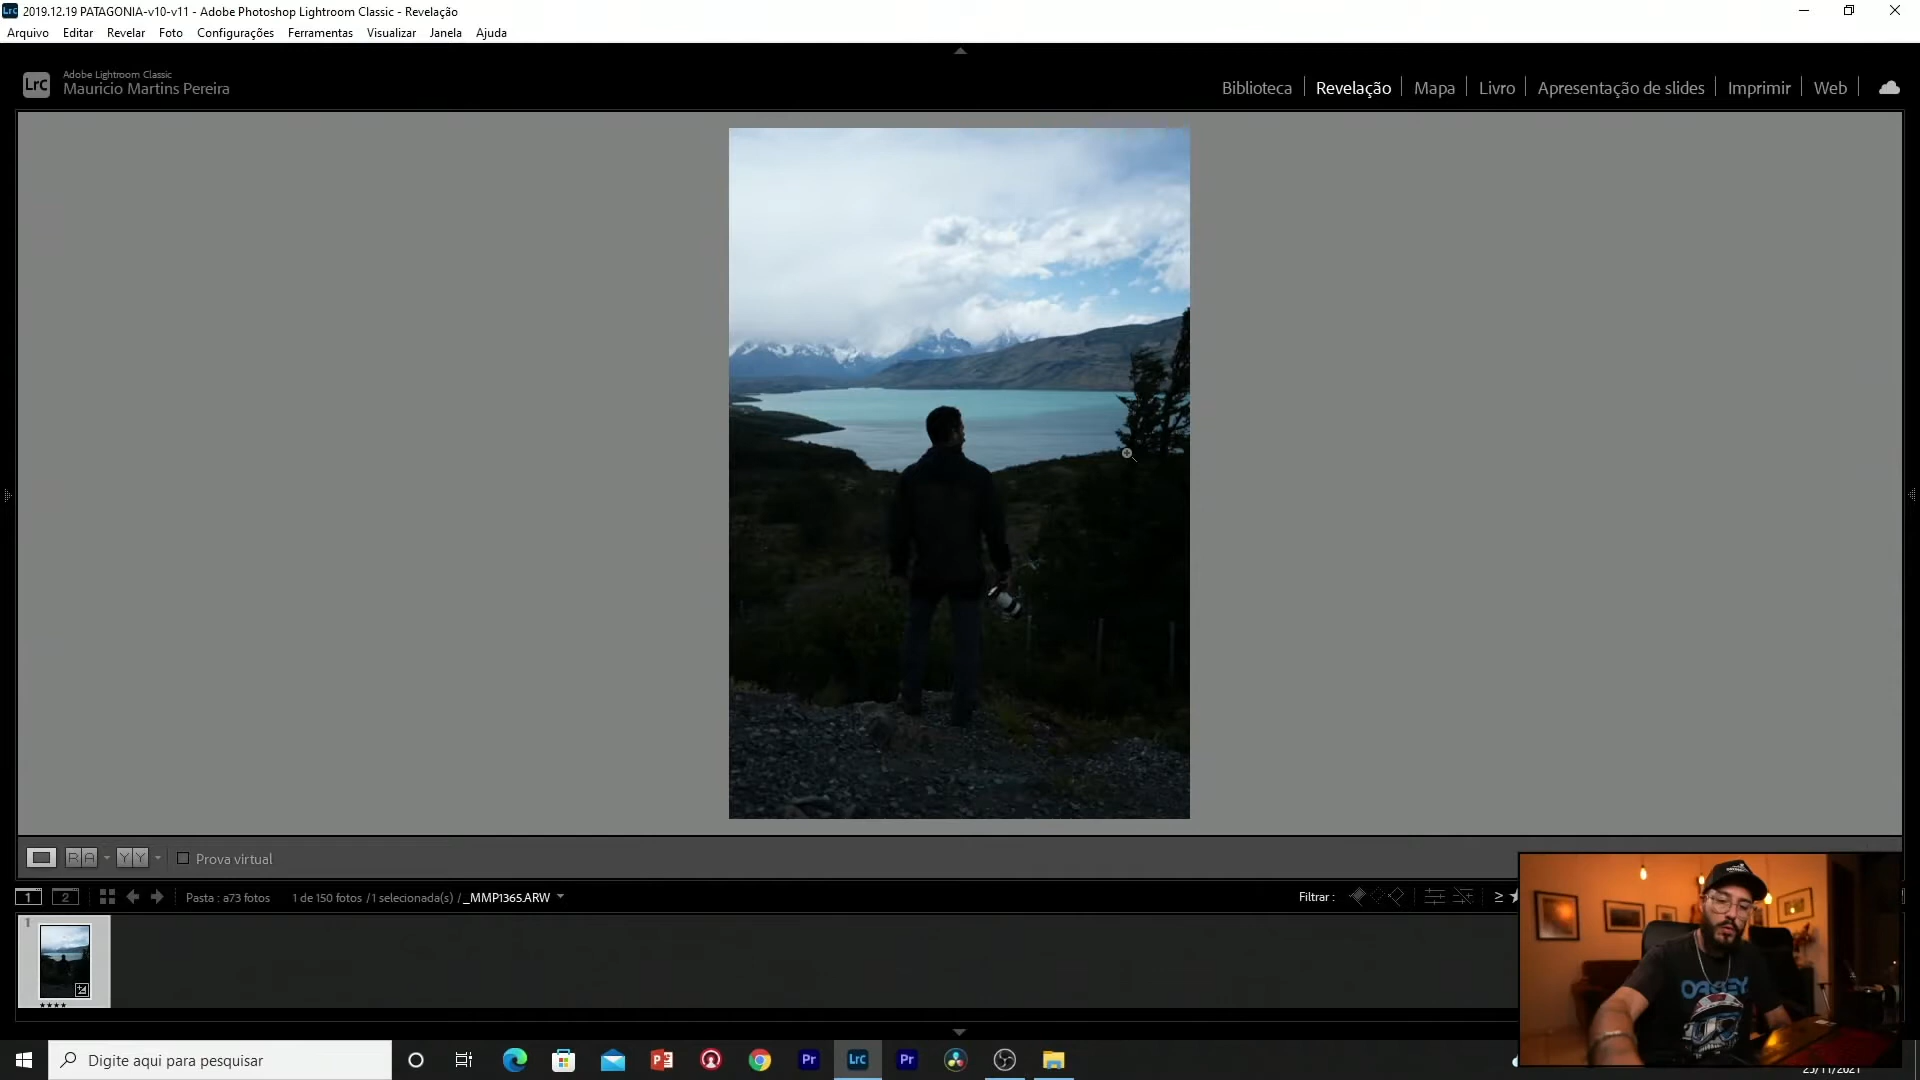 Lrc 2019.12.19 PATAGONIA-v10-v11 - Adobe Photoshop Lightroom Classic - Revelação
Arquivo Editar Revelar Foto Configurações Ferramentas Visualizar Janela Ajuda
Adobe Lightroom Classic
LrC Mauricio Martins Pereira
Biblioteca Revelação Mapa Livro Apresentação de slides Imprimir Web
R A Y Y Prova virtual
1 2 Pasta : a73 fotos 1 de 150 fotos /1 selecionada(s) /_MMP1365.ARW Filtrar : ≥
1
Digite aqui para pesquisar Pr LrC Pr